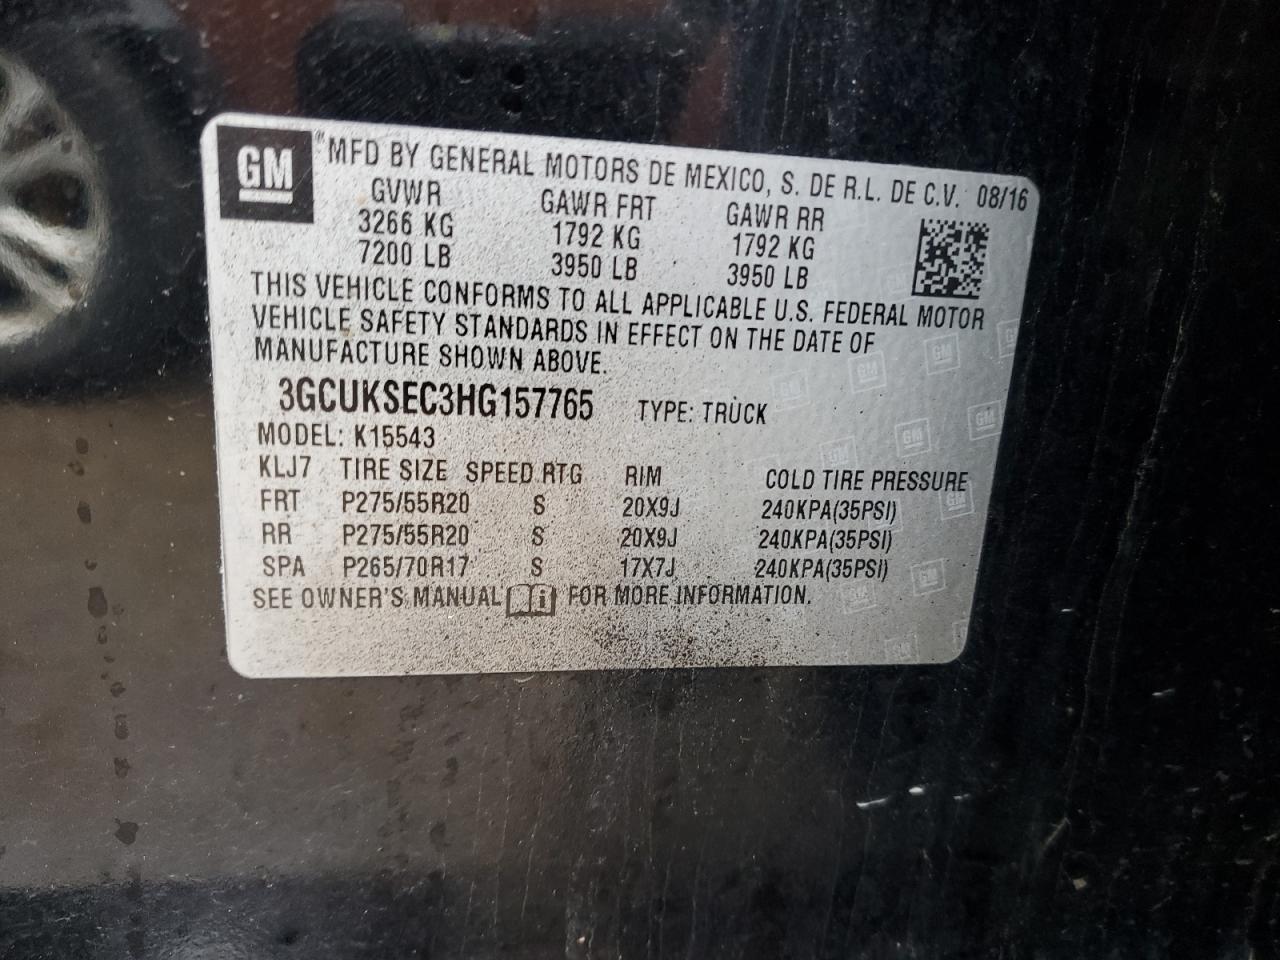 GM
MFD BY GENERAL MOTORS DE MEXICO, S. DE R.L. DE C.V. 08/16
GVWR GAWR FRT GAWR RR
3266 KG 1792 KG 1792 KG
7200 LB 3950 LB 3950 LB
THIS VEHICLE CONFORMS TO ALL APPLICABLE U.S. FEDERAL MOTOR
VEHICLE SAFETY STANDARDS IN EFFECT ON THE DATE OF
MANUFACTURE SHOWN ABOVE.
3GCUKSEC3HG157765 TYPE: TRUCK
MODEL: K15543
KLJ7 TIRE SIZE SPEED RTG RIM COLD TIRE PRESSURE
FRT P275/55R20 S 20X9J 240KPA(35PSI)
RR P275/55R20 S 20X9J 240KPA(35PSI)
SPA P265/70R17 S 17X7J 240KPA(35PSI)
SEE OWNER'S MANUAL FOR MORE INFORMATION.